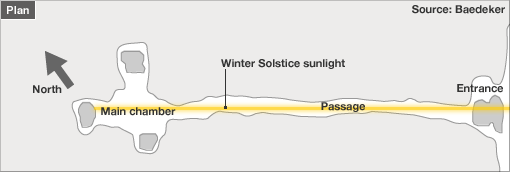 Plan
Source: Baedeker
North
Winter Solstice sunlight
Entrance
Main chamber
Passage